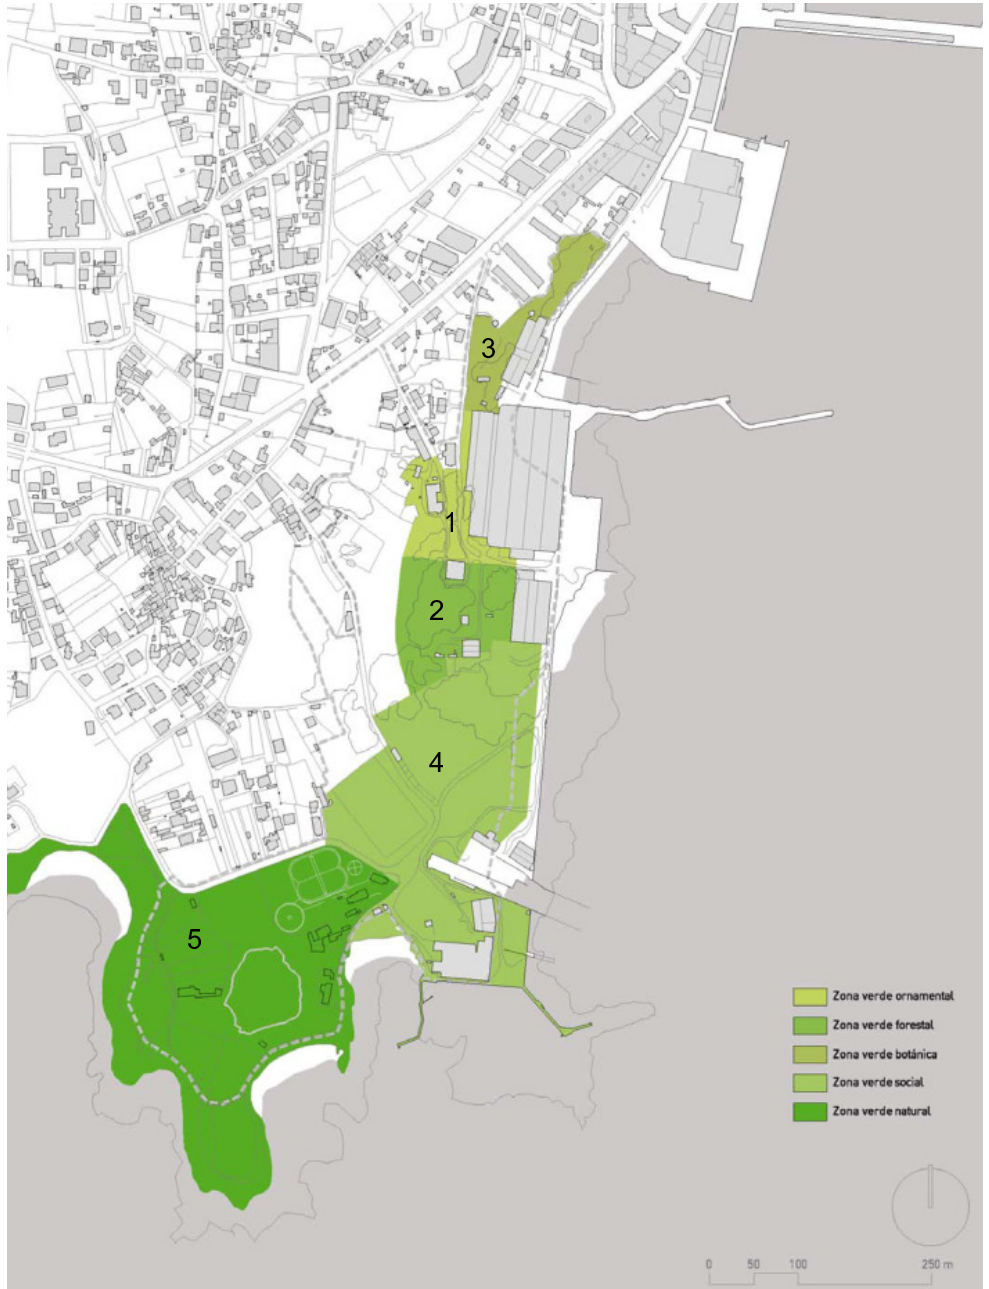 3
1
2
4
5
Zona verde ornamental
Zona verde forestal
Zona verde botánica
Zona verde social
Zona verde natural
0 50 100 250 m